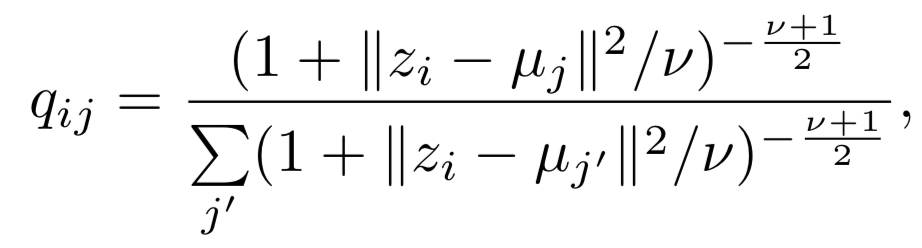 q_{ij} = \frac{(1 + \|z_i - \mu_j\|^2/\nu)^{-\frac{\nu+1}{2}}}{\sum_{j'} (1 + \|z_i - \mu_{j'}\|^2/\nu)^{-\frac{\nu+1}{2}}},